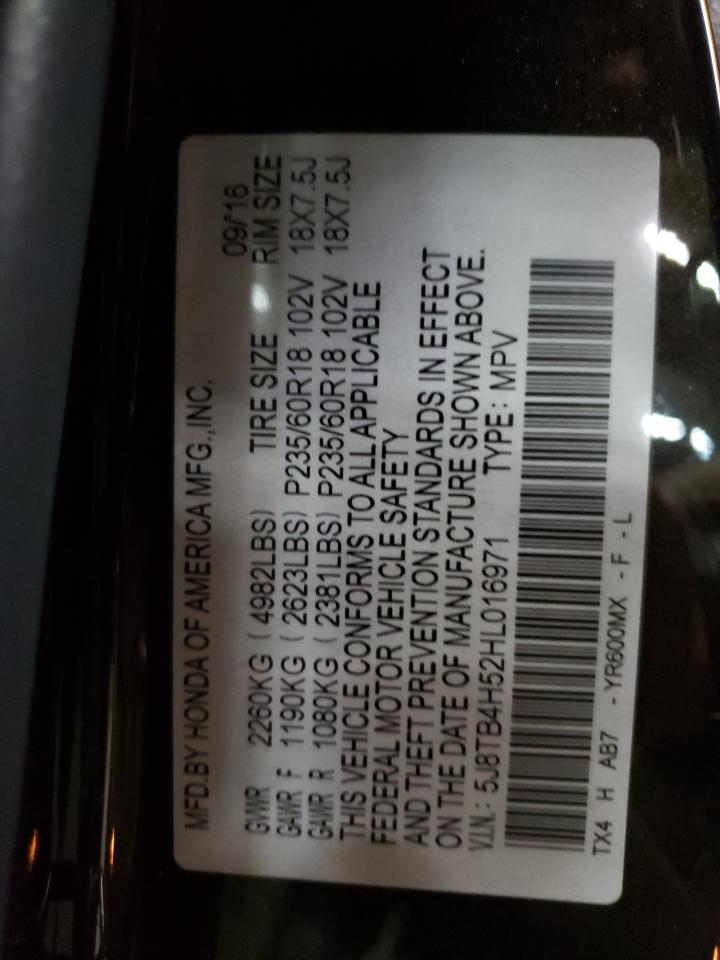 MFD.BY HONDA OF AMERICA MFG.,INC. 09/'16
GVWR 2260KG ( 4982LBS) TIRE SIZE RIM SIZE
GAWR F 1190KG ( 2623LBS) P235/60R18 102V 18X7.5J
GAWR R 1080KG ( 2381LBS) P235/60R18 102V 18X7.5J
THIS VEHICLE CONFORMS TO ALL APPLICABLE
FEDERAL MOTOR VEHICLE SAFETY
AND THEFT PREVENTION STANDARDS IN EFFECT
ON THE DATE OF MANUFACTURE SHOWN ABOVE.
V.I.N.: 5J8TB4H52HL016971 TYPE: MPV
TX4 H AB7 - YR600MX - F - L